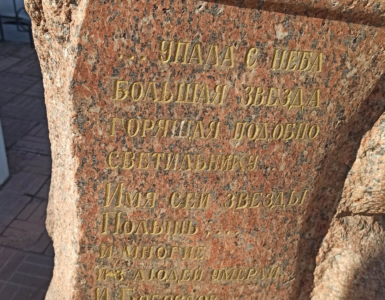 ... УПАЛА С НЕБА
БОЛЬШАЯ ЗВЕЗДА
ГОРЯЩАЯ ПОДОБНО
СВЕТИЛЬНИКУ...
ИМЯ СЕЙ ЗВЕЗДЫ
ПОЛЫНЬ ...
И МНОГИЕ
ИЗ ЛЮДЕЙ УМЕРЛИ...